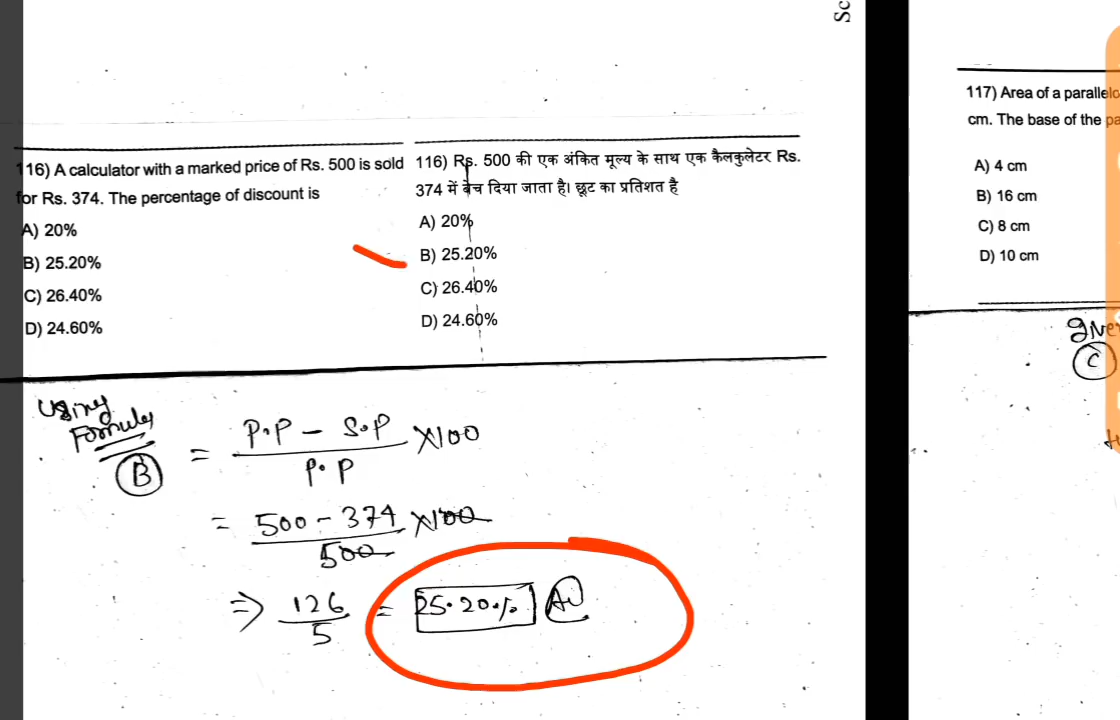 Sc
116) A calculator with a marked price of Rs. 500 is sold
for Rs. 374. The percentage of discount is
A) 20%
B) 25.20%
C) 26.40%
D) 24.60%
116) Rs. 500 की एक अंकित मूल्य के साथ एक कैलकुलेटर Rs.
374 में बेच दिया जाता है। छूट का प्रतिशत है
A) 20%
B) 25.20%
C) 26.40%
D) 24.60%
Using
Formula
B
= P.P - S.P / P.P ×100
= 500 - 374 / 500 ×100
=> 126 / 5 = 25.20%
117) Area of a parallelo
cm. The base of the pa
A) 4 cm
B) 16 cm
C) 8 cm
D) 10 cm
give
C